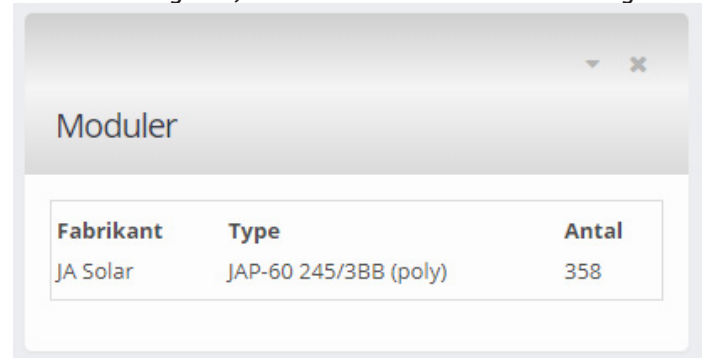 Moduler
Fabrikant Type Antal
JA Solar JAP-60 245/3BB (poly) 358